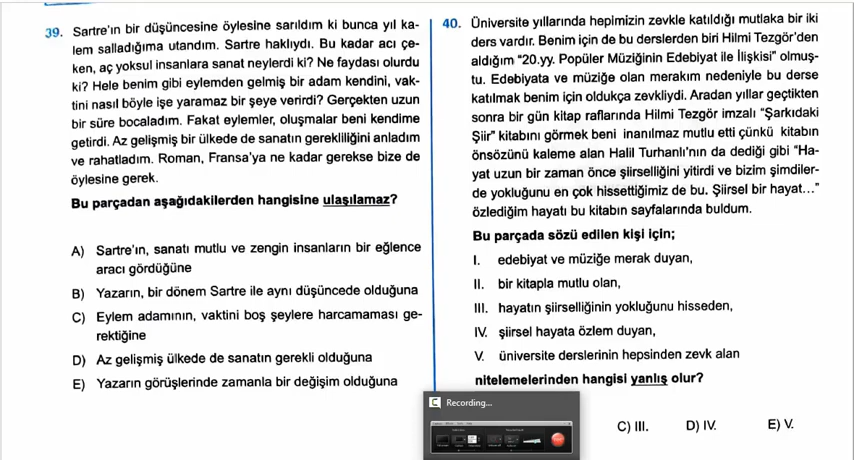 39. Sartre'ın bir düşüncesine öylesine sarıldım ki bunca yıl ka-
lem salladığıma utandım. Sartre haklıydı. Bu kadar acı çe-
ken, aç yoksul insanlara sanat neylerdi ki? Ne faydası olurdu
ki? Hele benim gibi eylemden gelmiş bir adam kendini, vak-
tini nasıl böyle işe yaramaz bir şeye verirdi? Gerçekten uzun
bir süre bocaladım. Fakat eylemler, oluşmalar beni kendime
getirdi. Az gelişmiş bir ülkede de sanatın gerekliliğini anladım
ve rahatladım. Roman, Fransa'ya ne kadar gerekse bize de
öylesine gerek.
Bu parçadan aşağıdakilerden hangisine ulaşılamaz?
A) Sartre'ın, sanatı mutlu ve zengin insanların bir eğlence
aracı gördüğüne
B) Yazarın, bir dönem Sartre ile aynı düşüncede olduğuna
C) Eylem adamının, vaktini boş şeylere harcamaması ge-
rektiğine
D) Az gelişmiş ülkede de sanatın gerekli olduğuna
E) Yazarın görüşlerinde zamanla bir değişim olduğuna
40. Üniversite yıllarında hepimizin zevkle katıldığı mutlaka bir iki
ders vardır. Benim için de bu derslerden biri Hilmi Tezgör'den
aldığım "20.yy. Popüler Müziğinin Edebiyat ile İlişkisi" olmuş-
tu. Edebiyata ve müziğe olan merakım nedeniyle bu derse
katılmak benim için oldukça zevkliydi. Aradan yıllar geçtikten
sonra bir gün kitap raflarında Hilmi Tezgör imzalı "Şarkıdaki
Şiir" kitabını görmek beni inanılmaz mutlu etti çünkü kitabın
önsözünü kaleme alan Halil Turhanlı'nın da dediği gibi "Ha-
yat uzun bir zaman önce şiirselliğini yitirdi ve bizim şimdiler-
de yokluğunu en çok hissettiğimiz de bu. Şiirsel bir hayat..."
özlediğim hayatı bu kitabın sayfalarında buldum.
Bu parçada sözü edilen kişi için;
I. edebiyat ve müziğe merak duyan,
II. bir kitapla mutlu olan,
III. hayatın şiirselliğinin yokluğunu hisseden,
IV. şiirsel hayata özlem duyan,
V. üniversite derslerinin hepsinden zevk alan
nitelemelerinden hangisi yanlış olur?
C) III. D) IV. E) V.
Recording...